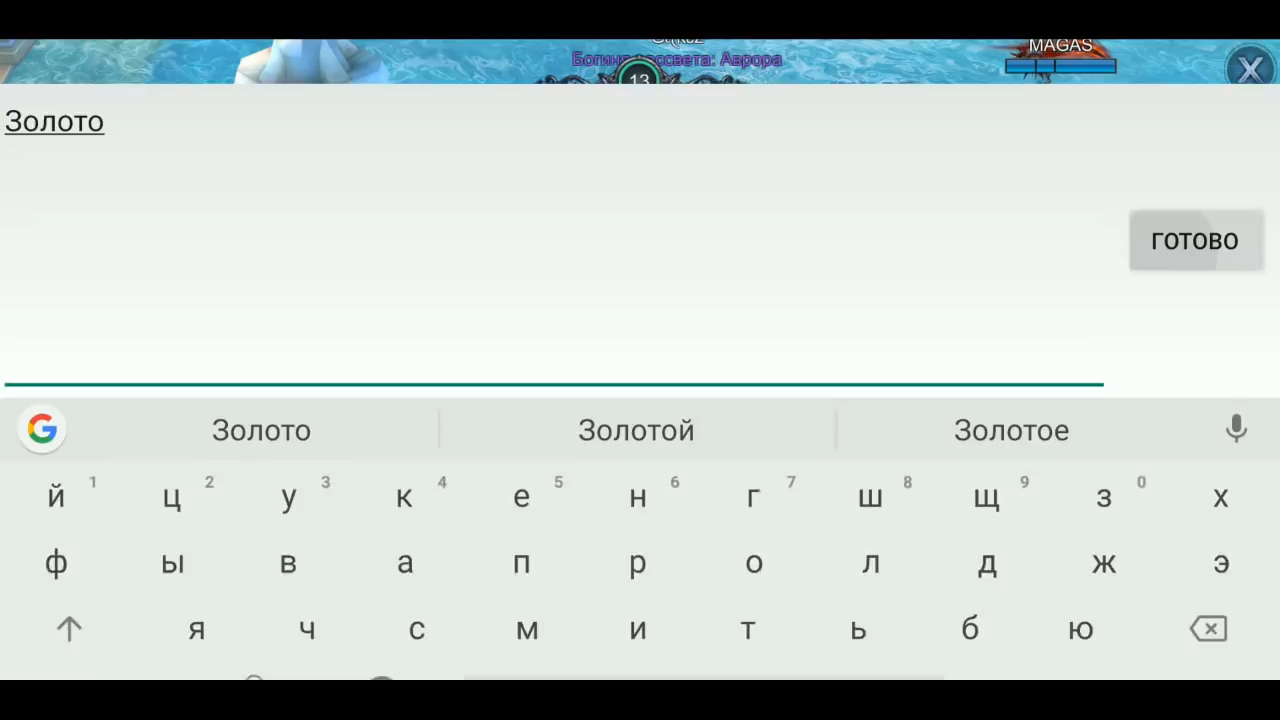 MAGAS
Богиня рассвета: Аврора
13
Золото
готово
Золото Золотой Золотое
й 1 ц 2 у 3 к 4 е 5 н 6 г 7 ш 8 щ 9 з 0 х
ф ы в а п р о л д ж э
я ч с м и т ь б ю